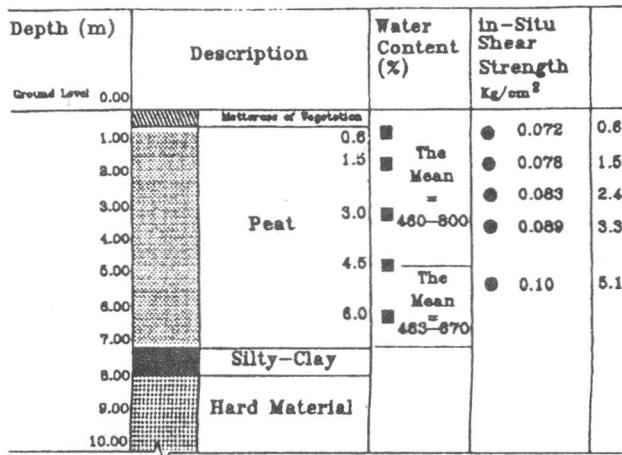 Depth (m)
Ground Level 0.00
1.00
2.00
3.00
4.00
5.00
6.00
7.00
8.00
9.00
10.00
Description
Mattress of Vegetation
Peat
Silty-Clay
Hard Material
0.6
1.5
3.0
4.5
6.0
Water
Content
(%)
The
Mean
=
460-800
The
Mean
=
463-670
in-Situ
Shear
Strength
Kg/cm²
0.072 0.6
0.078 1.5
0.083 2.4
0.089 3.3
0.10 5.1